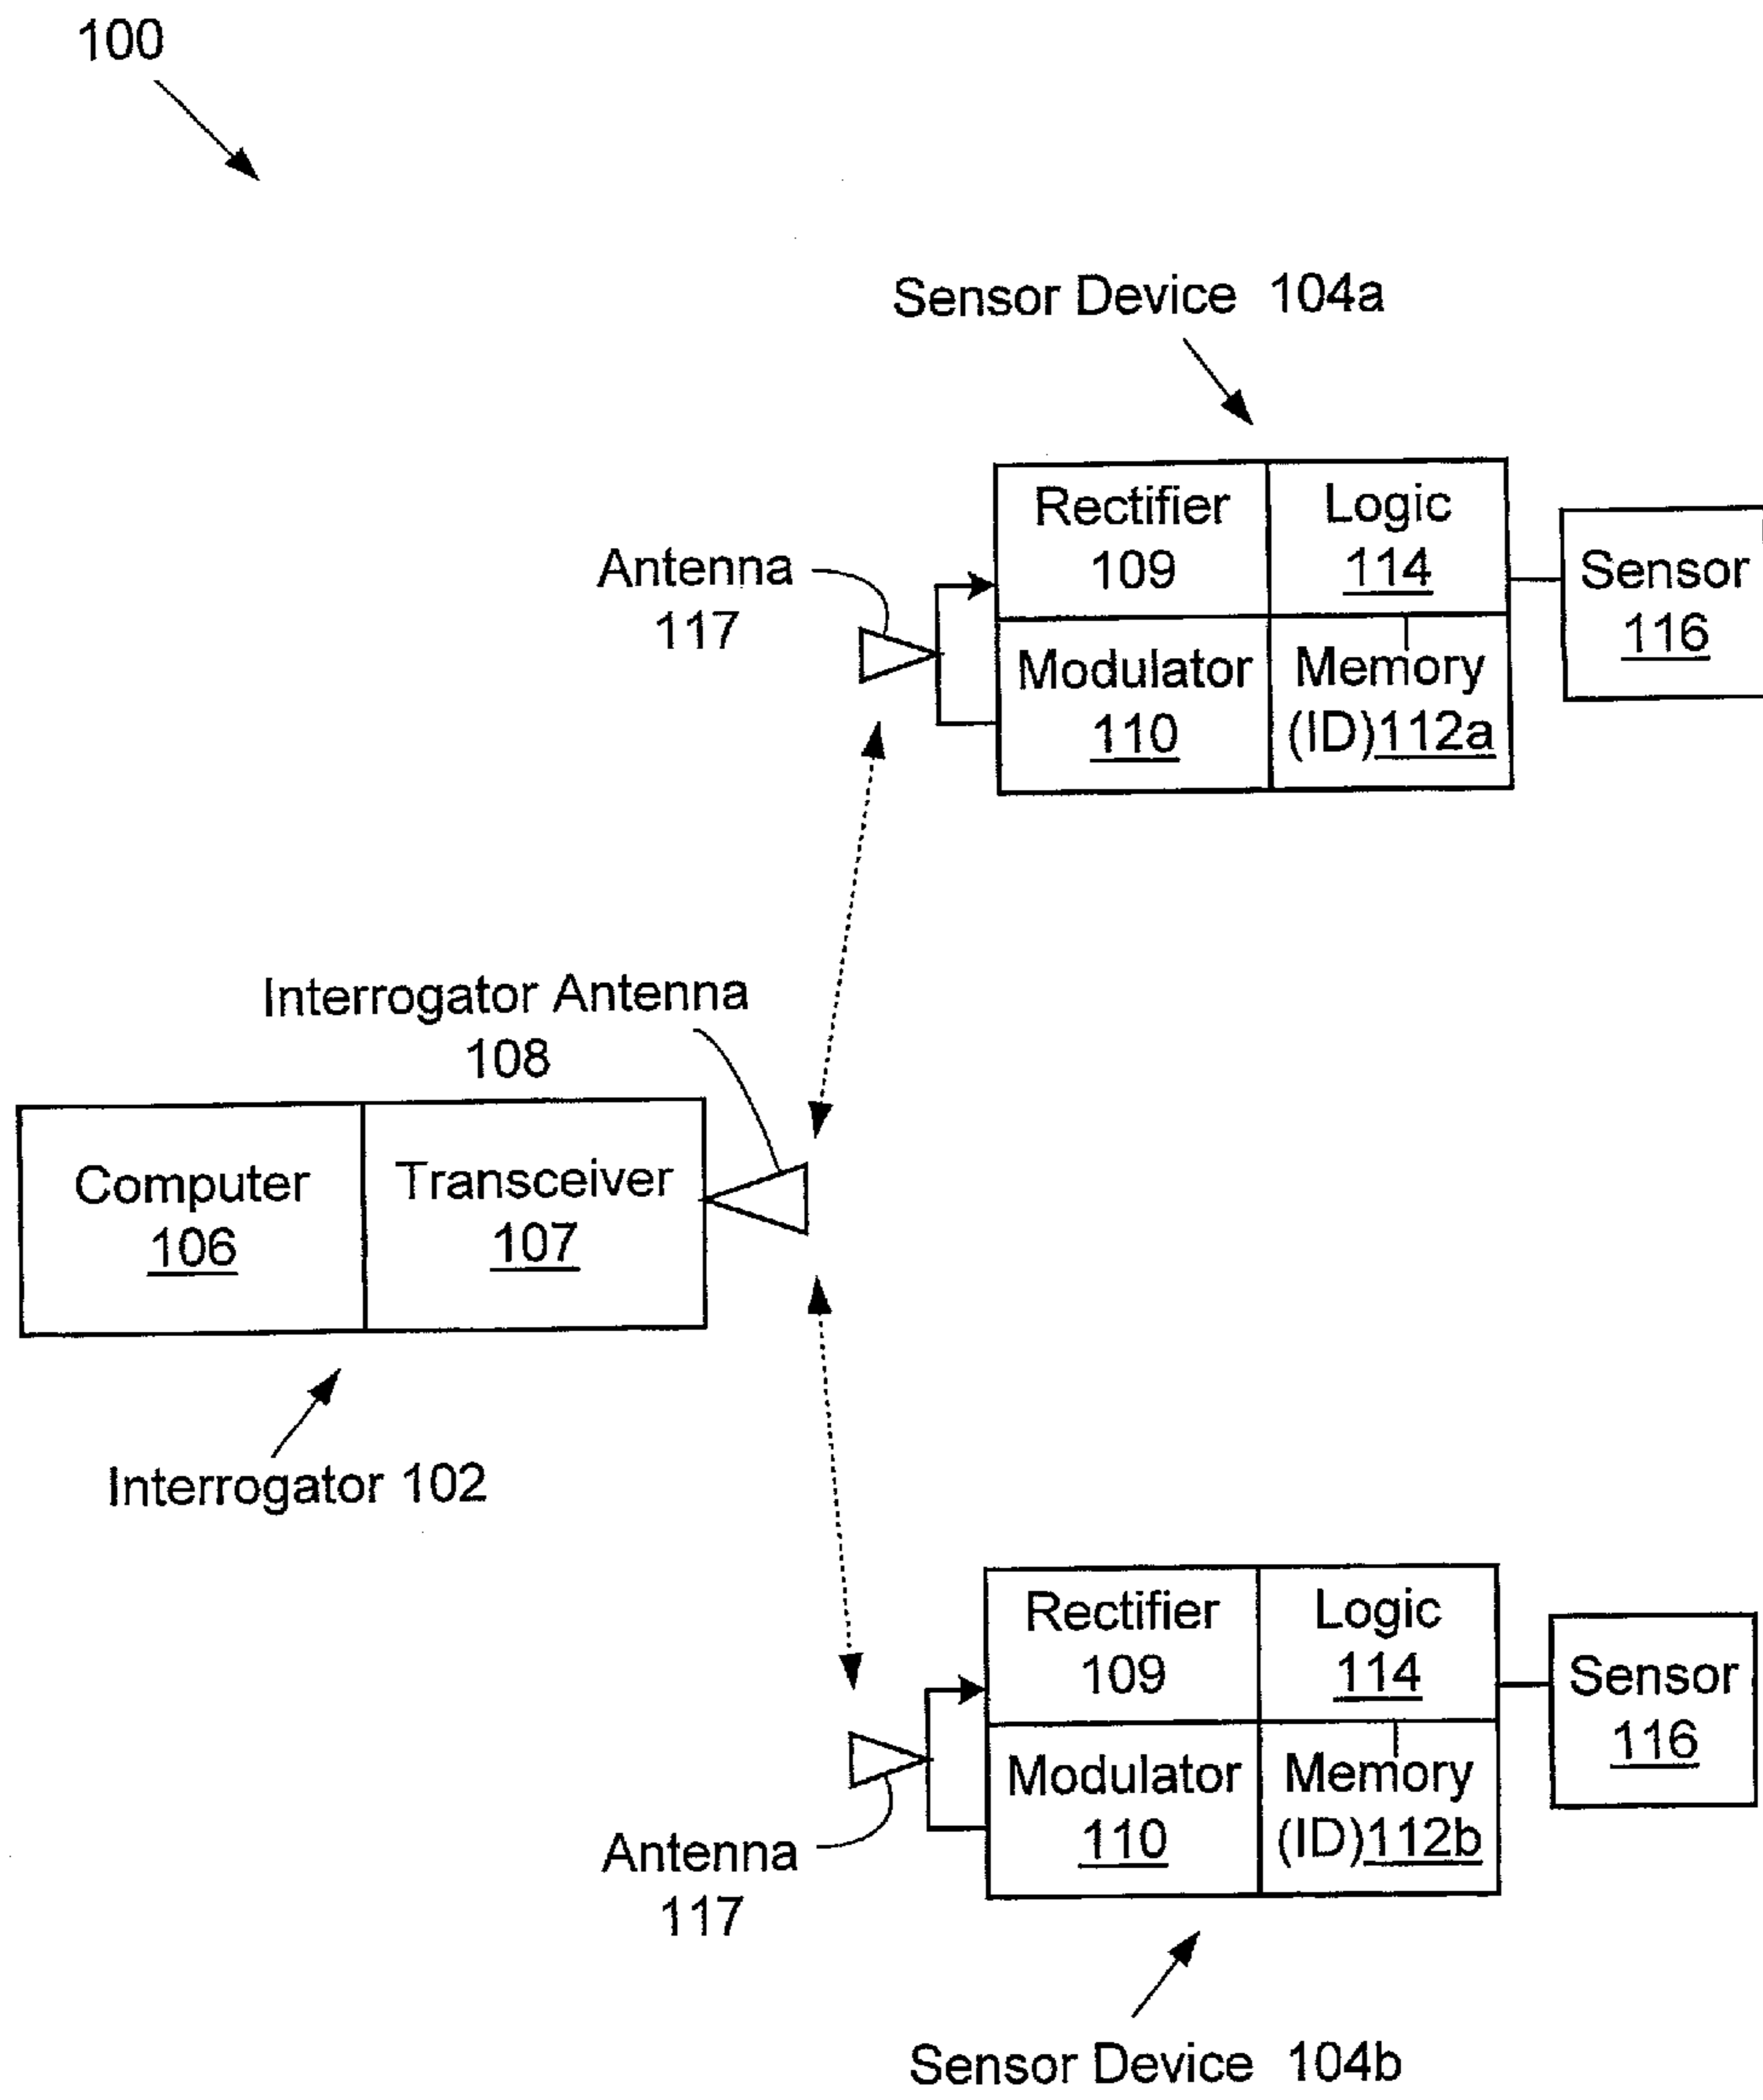 100
Sensor Device 104a
Rectifier
109
Logic
114
Sensor
116
Antenna
117
Modulator
110
Memory
(ID)112a
Interrogator Antenna
108
Computer
106
Transceiver
107
Interrogator 102
Rectifier
109
Logic
114
Sensor
116
Modulator
110
Memory
(ID)112b
Antenna
117
Sensor Device 104b